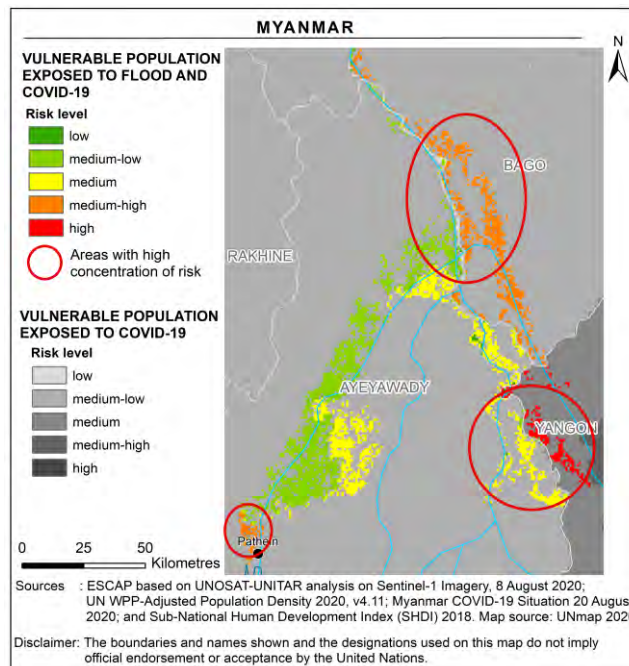 MYANMAR
VULNERABLE POPULATION
EXPOSED TO FLOOD AND
COVID-19
Risk level
low
medium-low
medium
medium-high
high
Areas with high
concentration of risk
VULNERABLE POPULATION
EXPOSED TO COVID-19
Risk level
low
medium-low
medium
medium-high
high
N
BAGO
RAKHINE
AYEYAWADY
YANGON
Pathein
0 25 50
Kilometres
Sources : ESCAP based on UNOSAT-UNITAR analysis on Sentinel-1 Imagery, 8 August 2020;
UN WPP-Adjusted Population Density 2020, v4.11; Myanmar COVID-19 Situation 20 August
2020; and Sub-National Human Development Index (SHDI) 2018. Map source: UNmap 2020
Disclaimer: The boundaries and names shown and the designations used on this map do not imply
official endorsement or acceptance by the United Nations.